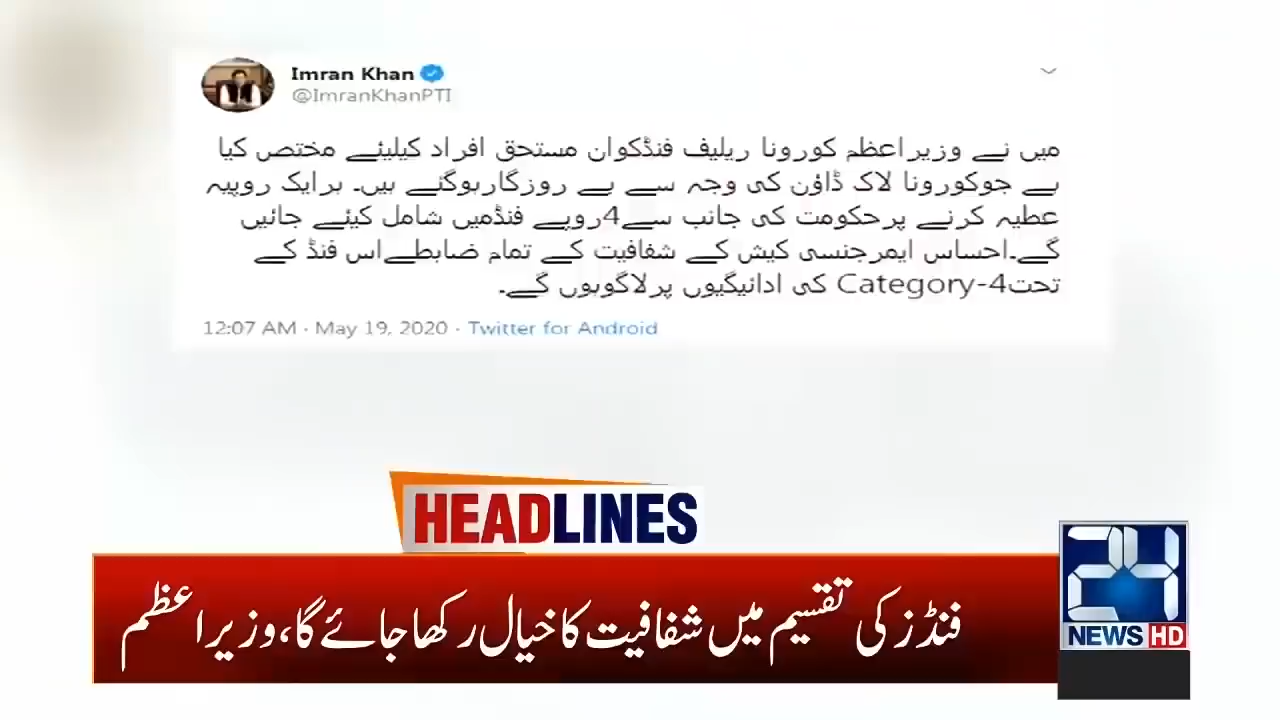 Imran Khan
@ImranKhanPTI
میں نے وزیراعظم کورونا ریلیف فنڈکوان مستحق افراد کیلیئے مختص کیا
ہے جوکورونا لاک ڈاؤن کی وجہ سے بے روزگارہوگئے ہیں۔ ہرایک روپیہ
عطیہ کرنے پرحکومت کی جانب سے4روپے فنڈمیں شامل کیئے جائیں
گے۔احساس ایمرجنسی کیش کے شفافیت کے تمام ضابطےاس فنڈ کے
تحت4-Category کی ادائیگیوں پرلاگوہوں گے۔
12:07 AM · May 19, 2020 · Twitter for Android
HEADLINES
فنڈز کی تقسیم میں شفافیت کا خیال رکھا جائے گا، وزیراعظم
24
NEWS HD